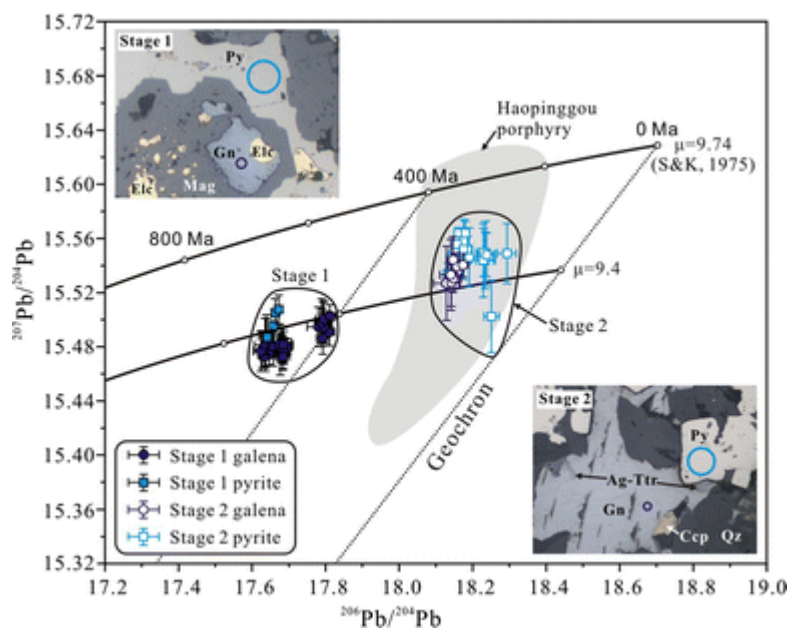 15.72
15.68
15.64
15.60
15.56
15.52
15.48
15.44
15.40
15.36
15.32
²⁰⁷Pb/²⁰⁴Pb
Stage 1
Py
Gn
Elc
Elc
Mag
Haopinggou
porphyry
0 Ma
μ=9.74
(S&K, 1975)
400 Ma
800 Ma
Stage 1
μ=9.4
Stage 2
Geochron
Stage 1 galena
Stage 1 pyrite
Stage 2 galena
Stage 2 pyrite
Stage 2
Py
Ag-Ttr
Gn
Ccp
Qz
17.2 17.4 17.6 17.8 18.0 18.2 18.4 18.6 18.8 19.0
²⁰⁶Pb/²⁰⁴Pb